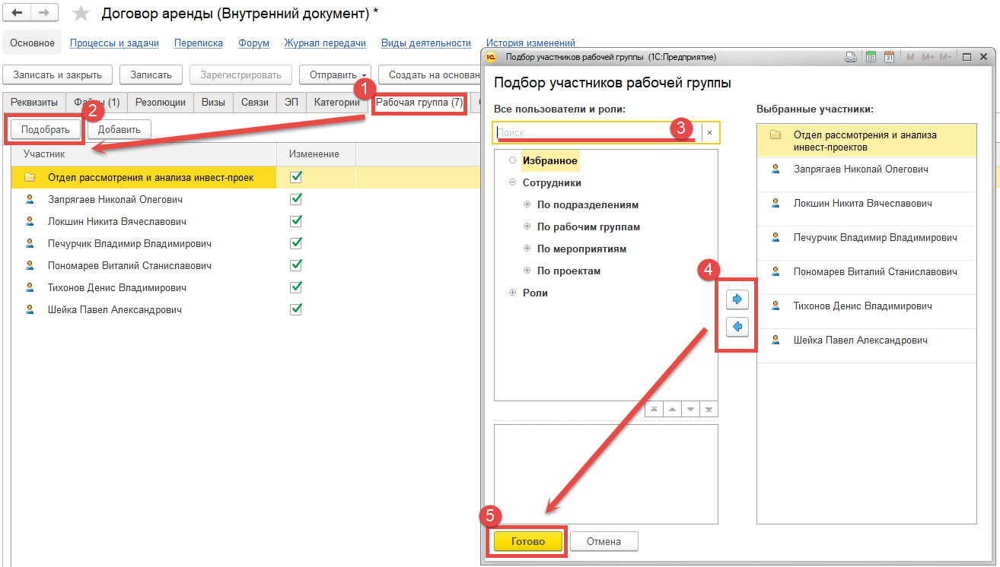 Договор аренды (Внутренний документ) *
Основное Процессы и задачи Переписка Форум Журнал передачи Виды деятельности История изменений
Записать и закрыть Записать Зарегистрировать Отправить Создать на основан
Реквизиты (1) Резолюции Визы Связи ЭП Категории Рабочая группа (7)
1
2
Подобрать Добавить
Участник Изменение
Отдел рассмотрения и анализа инвест-проек
Запрягаев Николай Олегович
Локшин Никита Вячеславович
Печурчик Владимир Владимирович
Пономарев Виталий Станиславович
Тихонов Денис Владимирович
Шейка Павел Александрович
Подбор участников рабочей группы (1С:Предприятие)
31 M M+ M-
Подбор участников рабочей группы
Все пользователи и роли:
Поиск ×
3
Избранное
Сотрудники
По подразделениям
По рабочим группам
По мероприятиям
По проектам
Роли
4
Выбранные участники:
Отдел рассмотрения и анализа
инвест-проектов
Запрягаев Николай Олегович
Локшин Никита Вячеславович
Печурчик Владимир Владимирович
Пономарев Виталий Станиславович
Тихонов Денис Владимирович
Шейка Павел Александрович
5
Готово Отмена